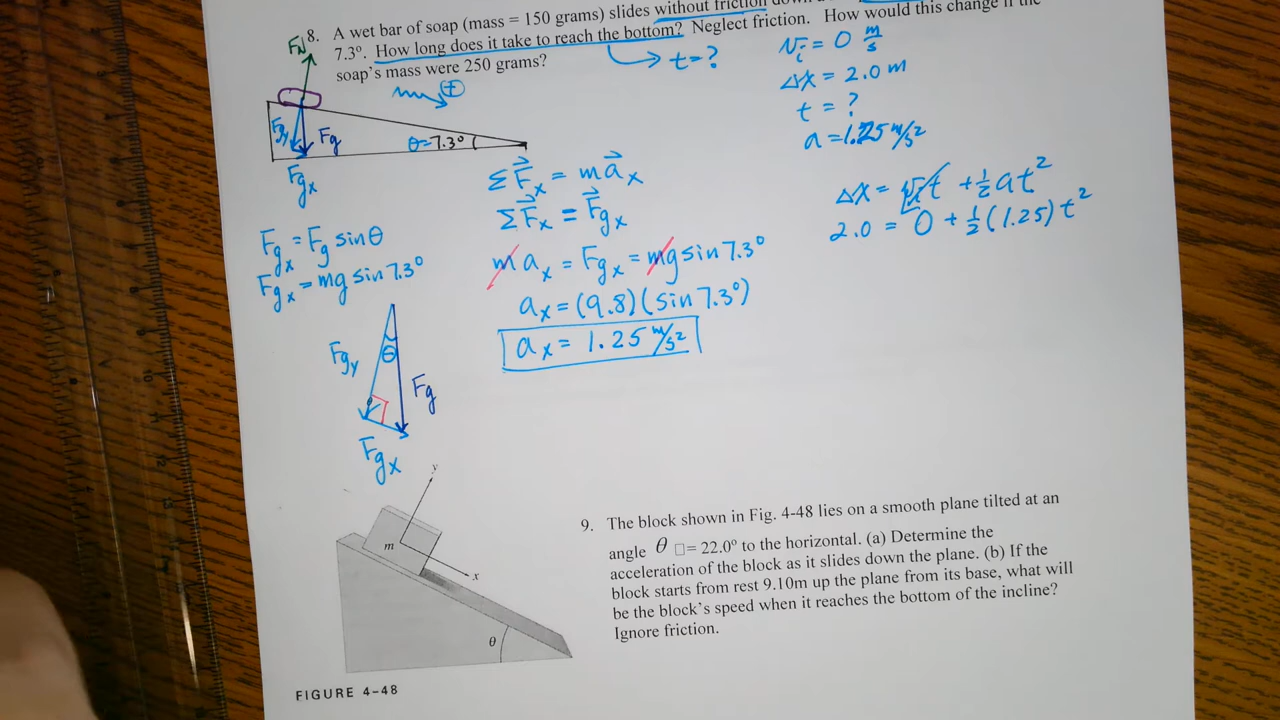 8. A wet bar of soap (mass = 150 grams) slides without friction down a
7.3º. How long does it take to reach the bottom? Neglect friction. How would this change if the
soap's mass were 250 grams?
→ t=?
+
FN
Fgy
Fg
θ=7.3°
Fgx
Vi = 0 m/s
Δx = 2.0 m
t = ?
a = 1.25 m/s²
Fgx = Fg sinθ
Fgx = mg sin 7.3°
Fgy
θ
Fg
Fgx
ΣFx = max
ΣFx = Fgx
max = Fgx = mg sin 7.3°
ax = (9.8)(sin 7.3°)
ax = 1.25 m/s²
Δx = Vit + ½at²
2.0 = 0 + ½(1.25)t²
y
m
x
θ
FIGURE 4-48
9. The block shown in Fig. 4-48 lies on a smooth plane tilted at an
angle θ □= 22.0º to the horizontal. (a) Determine the
acceleration of the block as it slides down the plane. (b) If the
block starts from rest 9.10m up the plane from its base, what will
be the block's speed when it reaches the bottom of the incline?
Ignore friction.